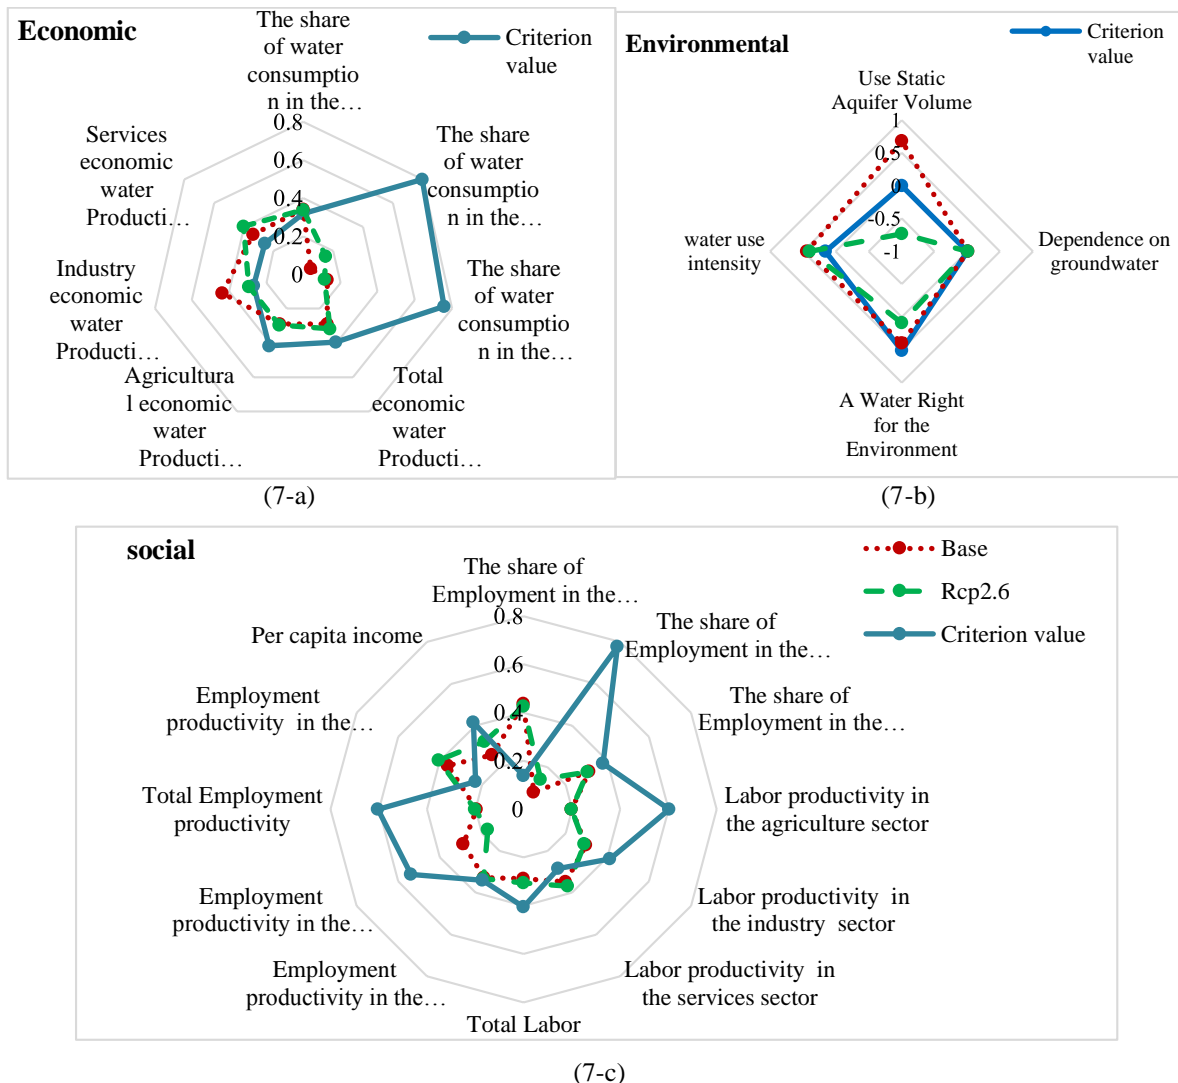 Economic
The share
of water
consumptio
n in the…
Criterion
value
0.8
0.6
0.4
0.2
0
The share
of water
consumptio
n in the…
The share
of water
consumptio
n in the…
Total
economic
water
Producti…
Agricultura
l economic
water
Producti…
Industry
economic
water
Producti…
Services
economic
water
Producti…
(7-a)
Environmental
Criterion
value
Use Static
Aquifer Volume
1
0.5
0
-0.5
-1
Dependence on
groundwater
A Water Right
for the
Environment
water use
intensity
(7-b)
social
Base
Rcp2.6
Criterion value
The share of
Employment in the…
0.8
0.6
0.4
0.2
0
The share of
Employment in the…
The share of
Employment in the…
Labor productivity in
the agriculture sector
Labor productivity  in
the industry  sector
Labor productivity  in
the services sector
Total Labor
Employment
productivity in the…
Employment
productivity in the…
Total Employment
productivity
Employment
productivity  in the…
Per capita income
(7-c)